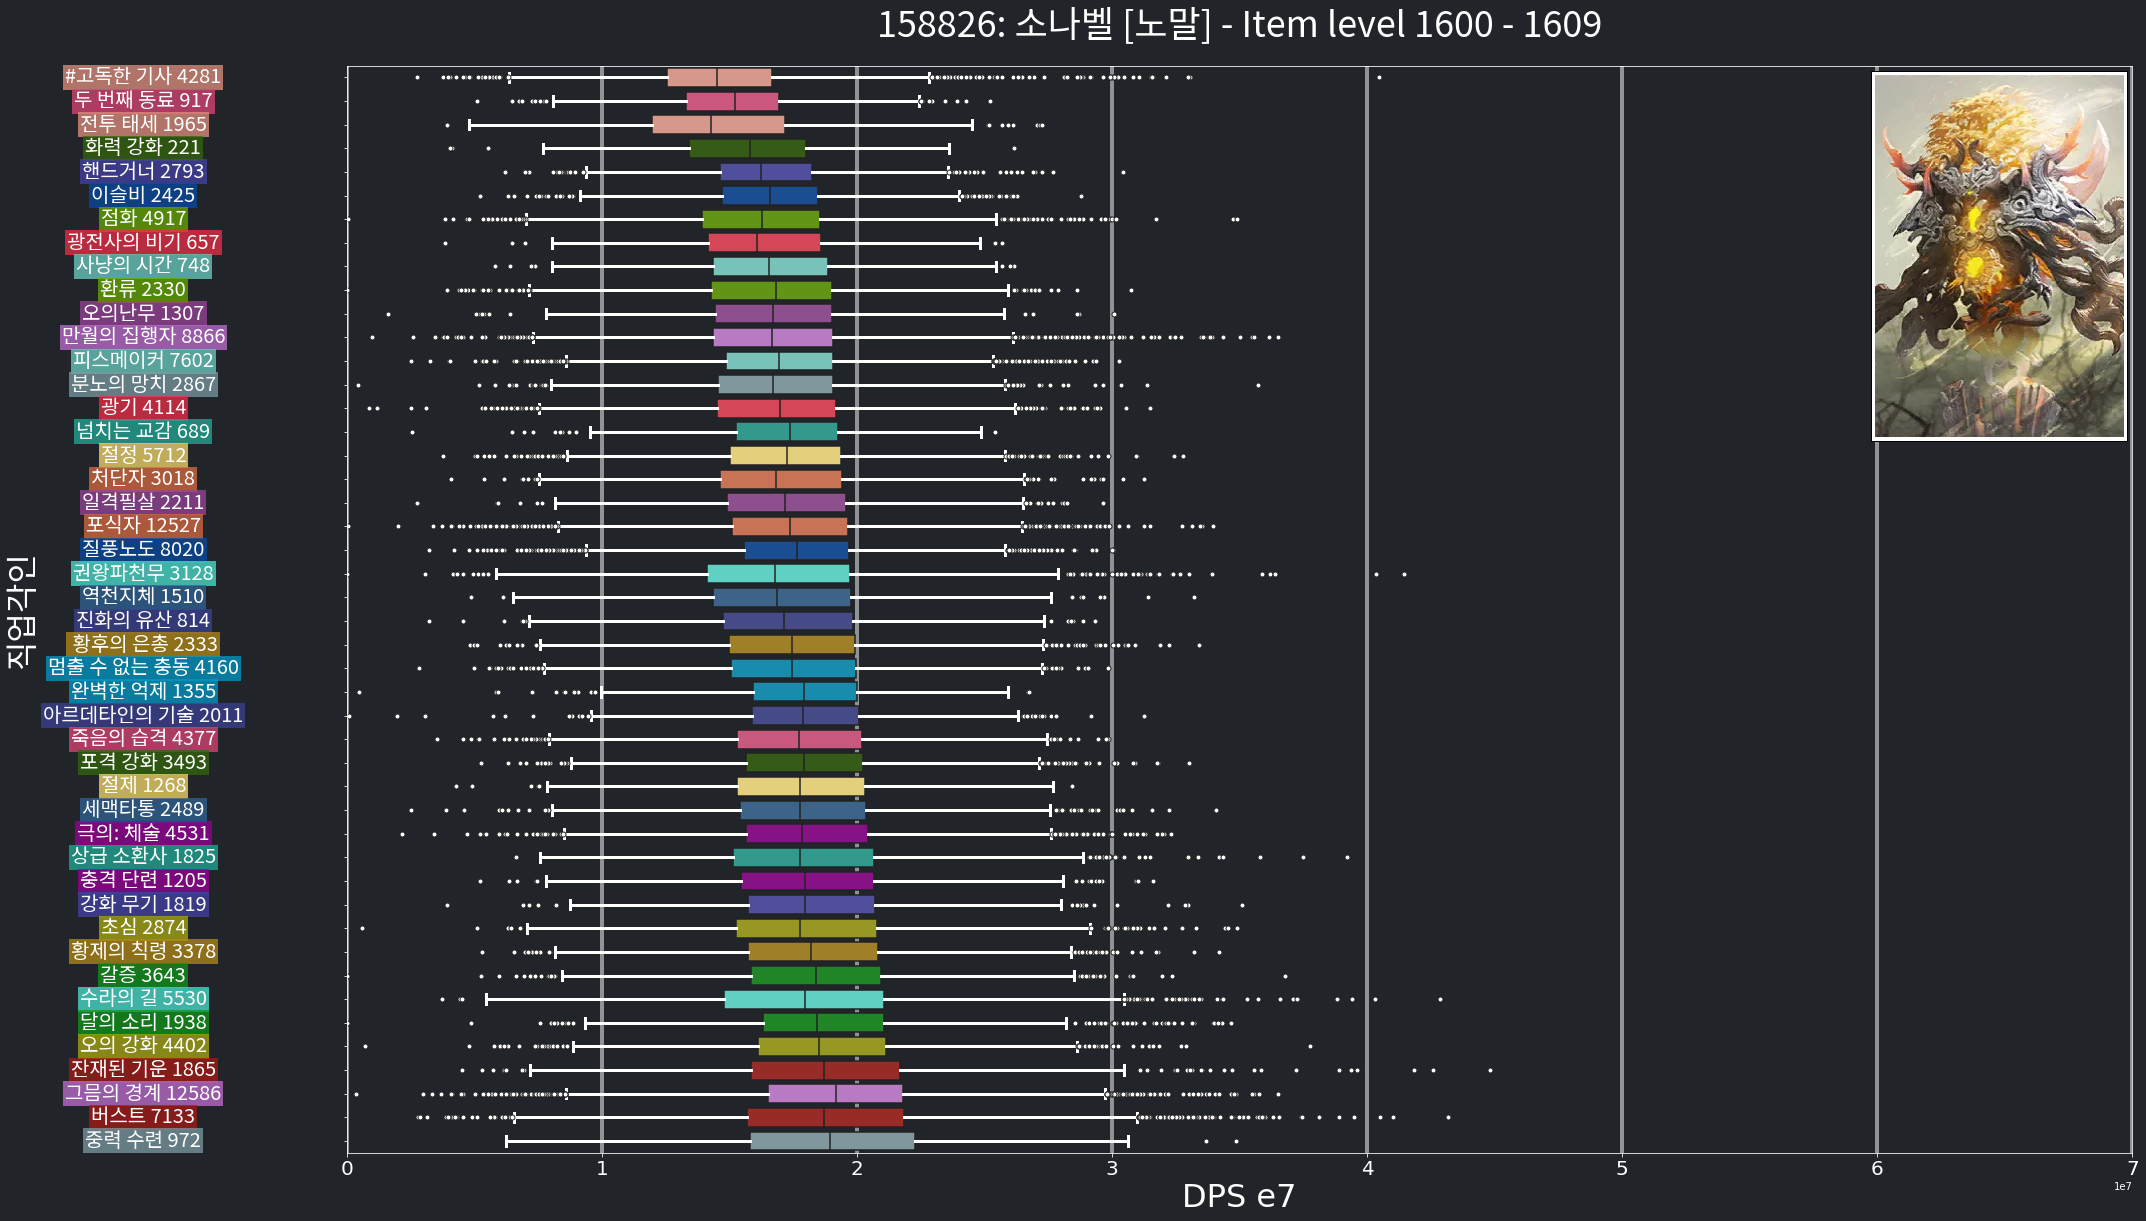 158826: 소나벨 [노말] - Item level 1600 - 1609
직업각인
#고독한 기사 4281
두 번째 동료 917
전투 태세 1965
화력 강화 221
핸드거너 2793
이슬비 2425
점화 4917
광전사의 비기 657
사냥의 시간 748
환류 2330
오의난무 1307
만월의 집행자 8866
피스메이커 7602
분노의 망치 2867
광기 4114
넘치는 교감 689
절정 5712
처단자 3018
일격필살 2211
포식자 12527
질풍노도 8020
권왕파천무 3128
역천지체 1510
진화의 유산 814
황후의 은총 2333
멈출 수 없는 충동 4160
완벽한 억제 1355
아르데타인의 기술 2011
죽음의 습격 4377
포격 강화 3493
절제 1268
세맥타통 2489
극의: 체술 4531
상급 소환사 1825
충격 단련 1205
강화 무기 1819
초심 2874
황제의 칙령 3378
갈증 3643
수라의 길 5530
달의 소리 1938
오의 강화 4402
잔재된 기운 1865
그믐의 경계 12586
버스트 7133
중력 수련 972
0 1 2 3 4 5 6 7
1e7
DPS e7